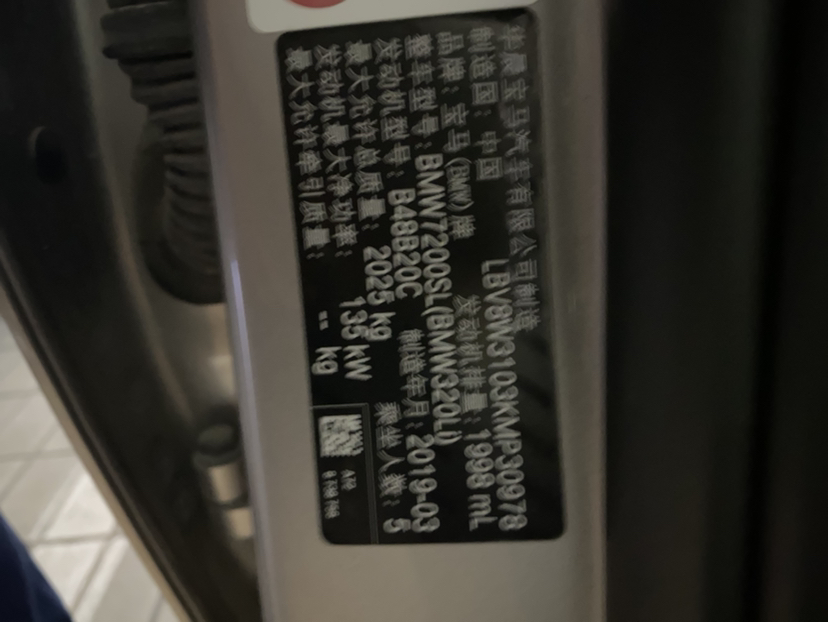 华晨宝马汽车有限公司制造
制造国：中国 LBV8W3103KMP30978
品牌：宝马(BMW)牌 发动机排量：1998 mL
整车型号：BMW7200SL(BMW320Li)
发动机型号：B48B20C 制造年月：2019-03
最大允许总质量：2025 kg 乘坐人数：5
发动机最大净功率：135 kW
最大允许牵引质量：-- kg